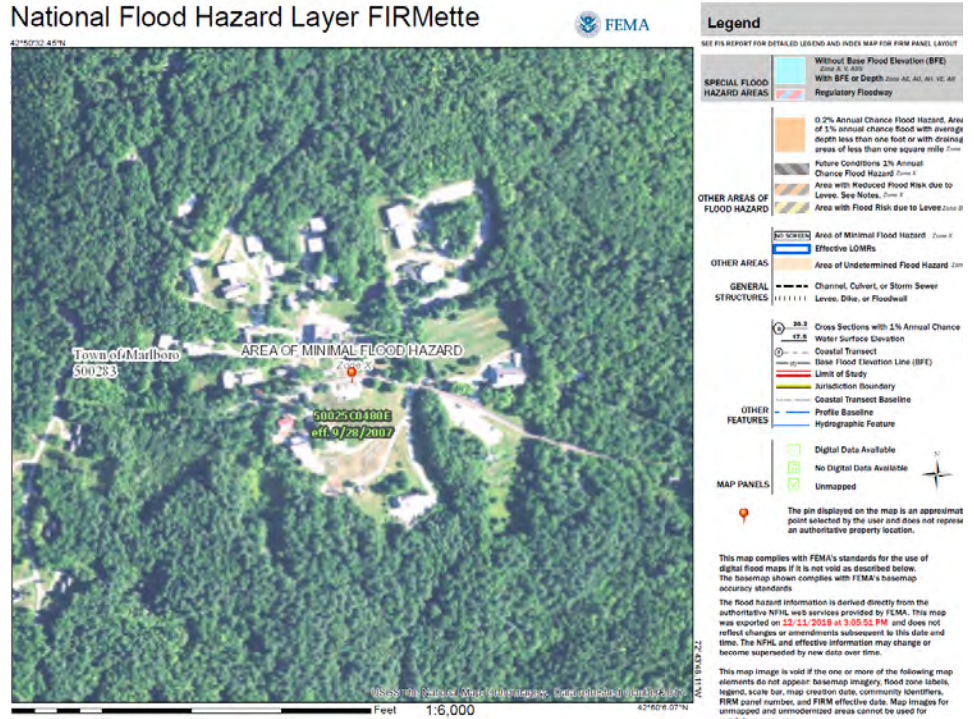 National Flood Hazard Layer FIRMette
FEMA
42°50'32.45"N
Town of Marlboro
500283
AREA OF MINIMAL FLOOD HAZARD
Zone X
50025C0480E
eff. 9/28/2007
72°43'48.11"W
Feet
1:6,000
42°50'6.07"N
Legend
SEE FIS REPORT FOR DETAILED LEGEND AND INDEX MAP FOR FIRM PANEL LAYOUT
SPECIAL FLOOD
HAZARD AREAS
Without Base Flood Elevation (BFE)
Zone A, V, A99
With BFE or Depth Zone AE, AO, AH, VE, AR
Regulatory Floodway
OTHER AREAS OF
FLOOD HAZARD
0.2% Annual Chance Flood Hazard, Area
of 1% annual chance flood with average
depth less than one foot or with drainag
areas of less than one square mile Zone
Future Conditions 1% Annual
Chance Flood Hazard Zone X
Area with Reduced Flood Risk due to
Levee. See Notes. Zone X
Area with Flood Risk due to Levee Zone D
OTHER AREAS
NO SCREEN Area of Minimal Flood Hazard Zone X
Effective LOMRs
Area of Undetermined Flood Hazard Zon
GENERAL
STRUCTURES
Channel, Culvert, or Storm Sewer
Levee, Dike, or Floodwall
OTHER
FEATURES
20.2 Cross Sections with 1% Annual Chance
17.5 Water Surface Elevation
Coastal Transect
Base Flood Elevation Line (BFE)
Limit of Study
Jurisdiction Boundary
Coastal Transect Baseline
Profile Baseline
Hydrographic Feature
MAP PANELS
Digital Data Available
No Digital Data Available
Unmapped
N
The pin displayed on the map is an approximat
point selected by the user and does not represe
an authoritative property location.
This map complies with FEMA's standards for the use of
digital flood maps if it is not void as described below.
The basemap shown complies with FEMA's basemap
accuracy standards
The flood hazard information is derived directly from the
authoritative NFHL web services provided by FEMA. This map
was exported on 12/11/2018 at 3:05:51 PM and does not
reflect changes or amendments subsequent to this date and
time. The NFHL and effective information may change or
become superseded by new data over time.
This map image is void if the one or more of the following map
elements do not appear: basemap imagery, flood zone labels,
legend, scale bar, map creation date, community identifiers,
FIRM panel number, and FIRM effective date. Map images for
unmapped and unmodernized areas cannot be used for